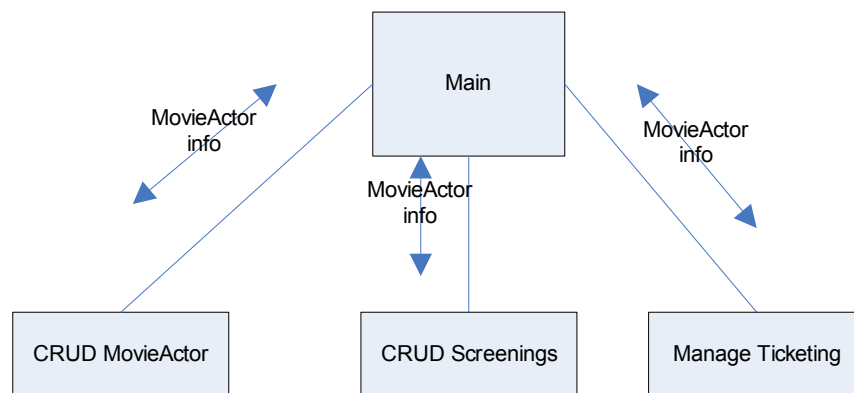 Main
MovieActor
info
MovieActor
info
MovieActor
info
CRUD MovieActor
CRUD Screenings
Manage Ticketing